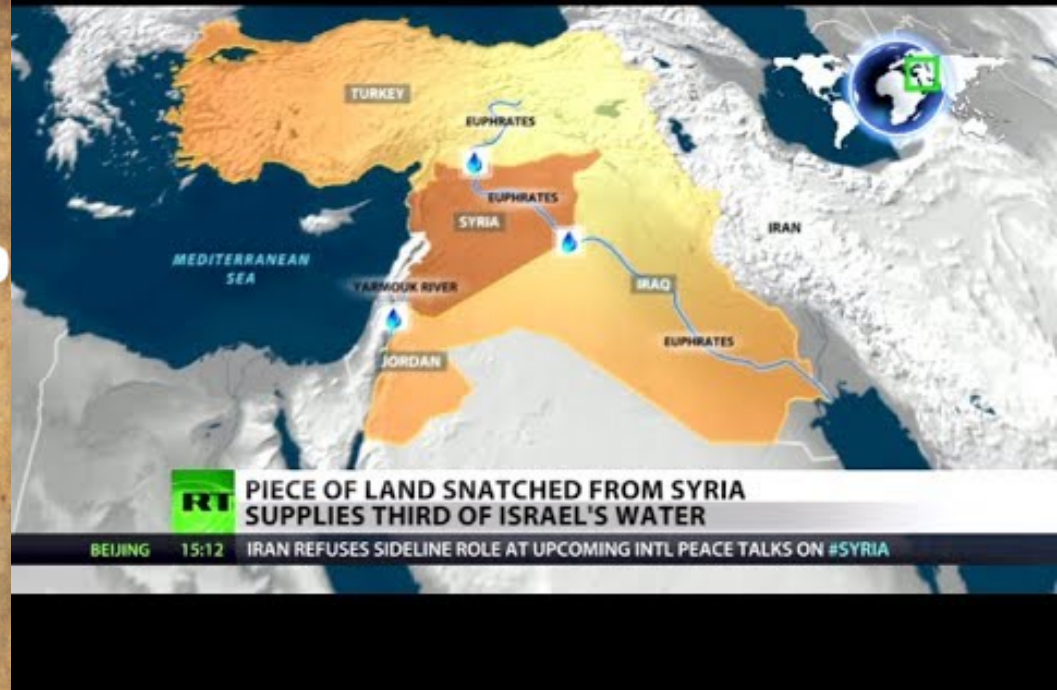 TURKEY
EUPHRATES
EUPHRATES
SYRIA
IRAN
MEDITERRANEAN
SEA
YARMOUK RIVER
IRAQ
EUPHRATES
JORDAN
RT
PIECE OF LAND SNATCHED FROM SYRIA
SUPPLIES THIRD OF ISRAEL'S WATER
BEIJING 15:12 IRAN REFUSES SIDELINE ROLE AT UPCOMING INTL PEACE TALKS ON #SYRIA